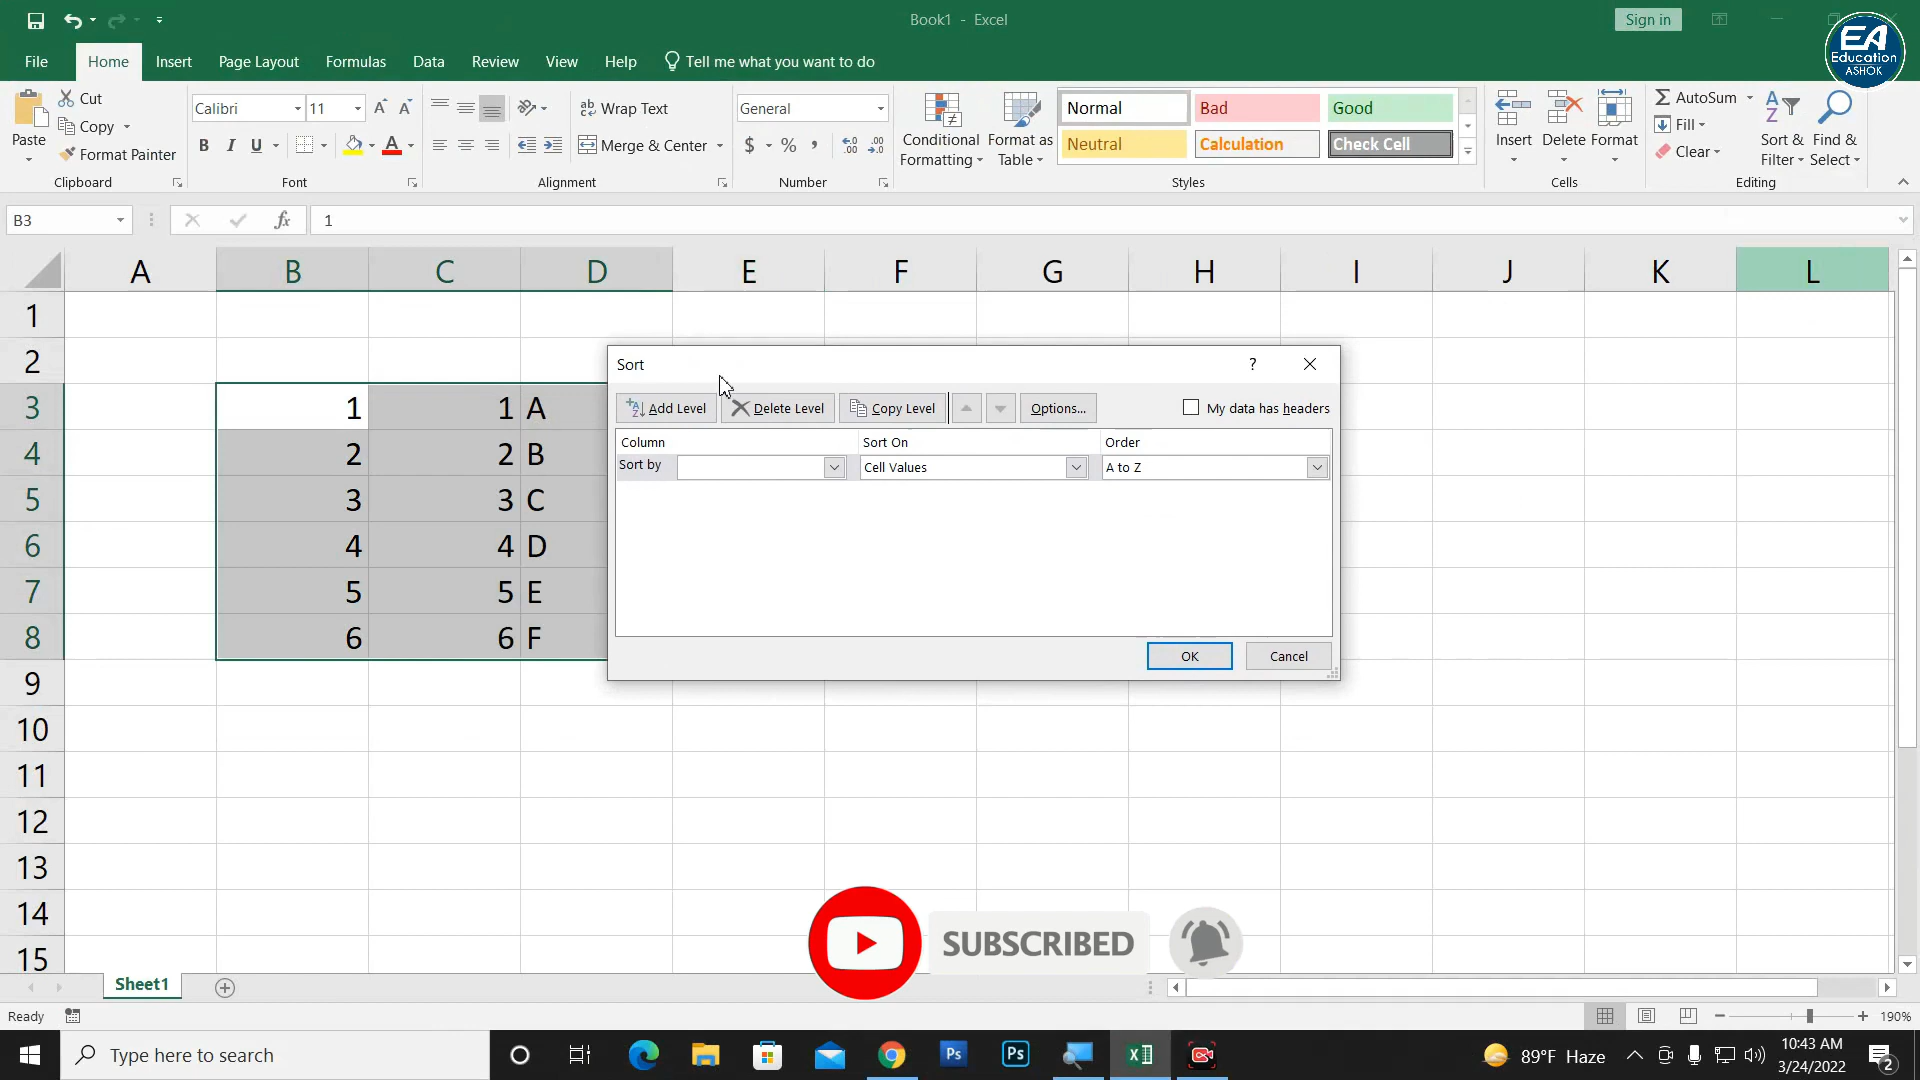 Book1 - Excel
Sign in
EA
Education
ASHOK
File Home Insert Page Layout Formulas Data Review View Help Tell me what you want to do
Paste
Cut
Copy
Format Painter
Clipboard
Calibri 11
B I U
Font
Wrap Text
Merge & Center
Alignment
General
$ % ,
Number
Conditional Formatting
Format as Table
Normal Bad Good
Neutral Calculation Check Cell
Styles
Insert Delete Format
Cells
AutoSum
Fill
Clear
Sort & Filter
Find & Select
Editing
B3 fx 1
A B C D E F G H I J K L
1
2
3 1 1 A
4 2 2 B
5 3 3 C
6 4 4 D
7 5 5 E
8 6 6 F
9
10
11
12
13
14
15
Sort ?
Add Level Delete Level Copy Level Options... My data has headers
Column Sort On Order
Sort by Cell Values A to Z
OK Cancel
SUBSCRIBED
Sheet1
Ready 190%
Type here to search
Ps Ps
89°F Haze
10:43 AM
3/24/2022
2